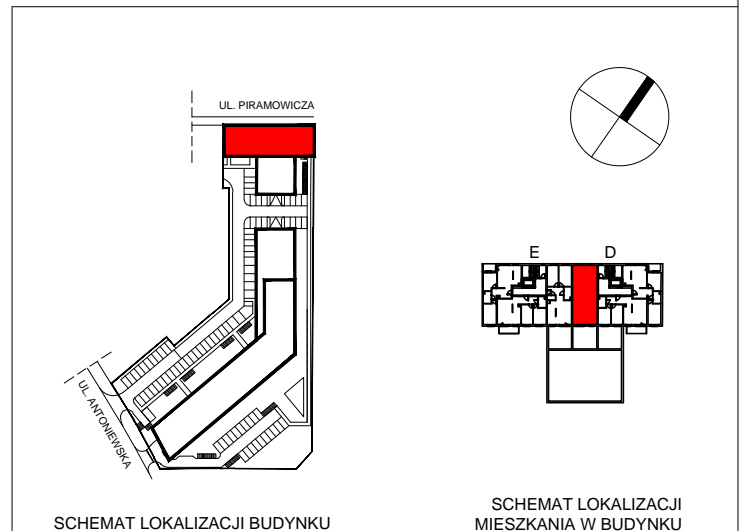 UL. PIRAMOWICZA
E D
UL. ANTONIEWSKA
SCHEMAT LOKALIZACJI BUDYNKU
SCHEMAT LOKALIZACJI
MIESZKANIA W BUDYNKU